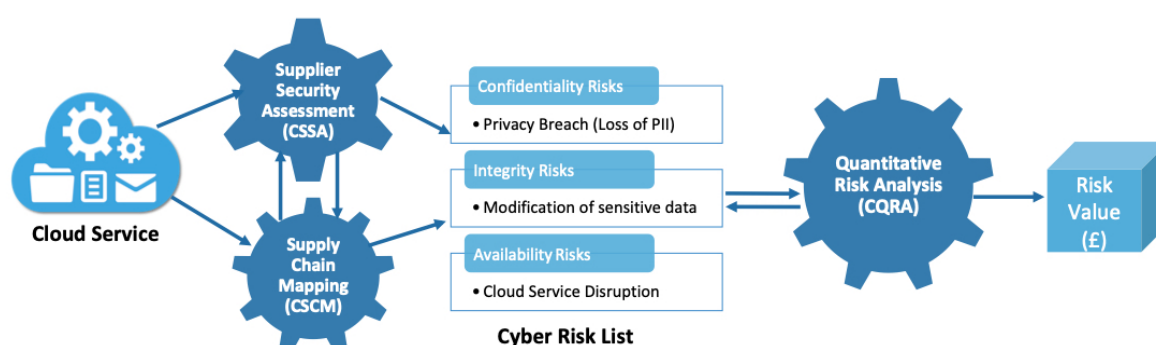 Cloud Service
Supplier
Security
Assessment
(CSSA)
Supply
Chain
Mapping
(CSCM)
Confidentiality Risks
• Privacy Breach (Loss of PII)
Integrity Risks
• Modification of sensitive data
Availability Risks
• Cloud Service Disruption
Cyber Risk List
Quantitative
Risk Analysis
(CQRA)
Risk
Value
(£)